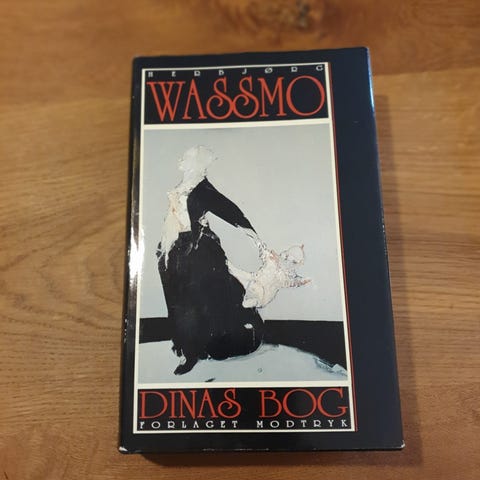 HERBJØRG
WASSMO
DINAS BOG
FORLAGET MODTRYK